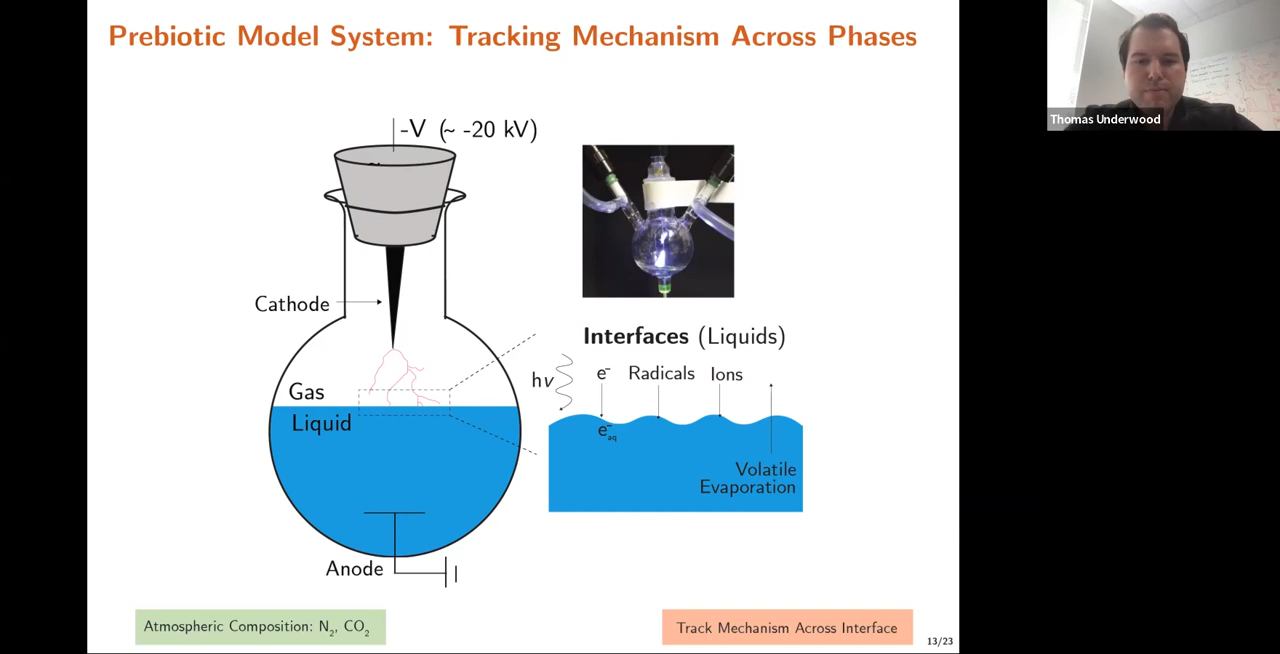 Prebiotic Model System: Tracking Mechanism Across Phases
-V (~ -20 kV)
Cathode
Gas
Liquid
Anode
Interfaces (Liquids)
hν
e⁻
Radicals
Ions
e⁻aq
Volatile
Evaporation
Atmospheric Composition: N₂, CO₂
Track Mechanism Across Interface
13/23
Thomas Underwood